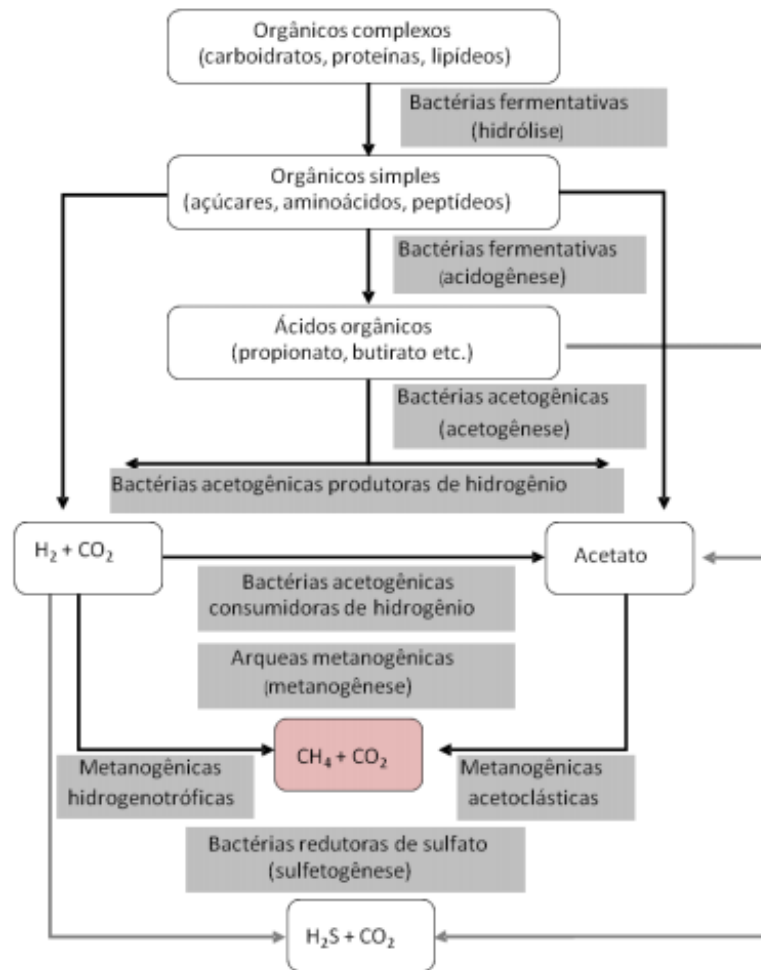 Orgânicos complexos
(carboidratos, proteínas, lipídeos)
Bactérias fermentativas
(hidrólise)
Orgânicos simples
(açúcares, aminoácidos, peptídeos)
Bactérias fermentativas
(acidogênese)
Ácidos orgânicos
(propionato, butirato etc.)
Bactérias acetogênicas
(acetogênese)
Bactérias acetogênicas produtoras de hidrogênio
H₂ + CO₂
Acetato
Bactérias acetogênicas
consumidoras de hidrogênio
Arqueas metanogênicas
(metanogênese)
CH₄ + CO₂
Metanogênicas
hidrogenotróficas
Metanogênicas
acetoclásticas
Bactérias redutoras de sulfato
(sulfetogênese)
H₂S + CO₂